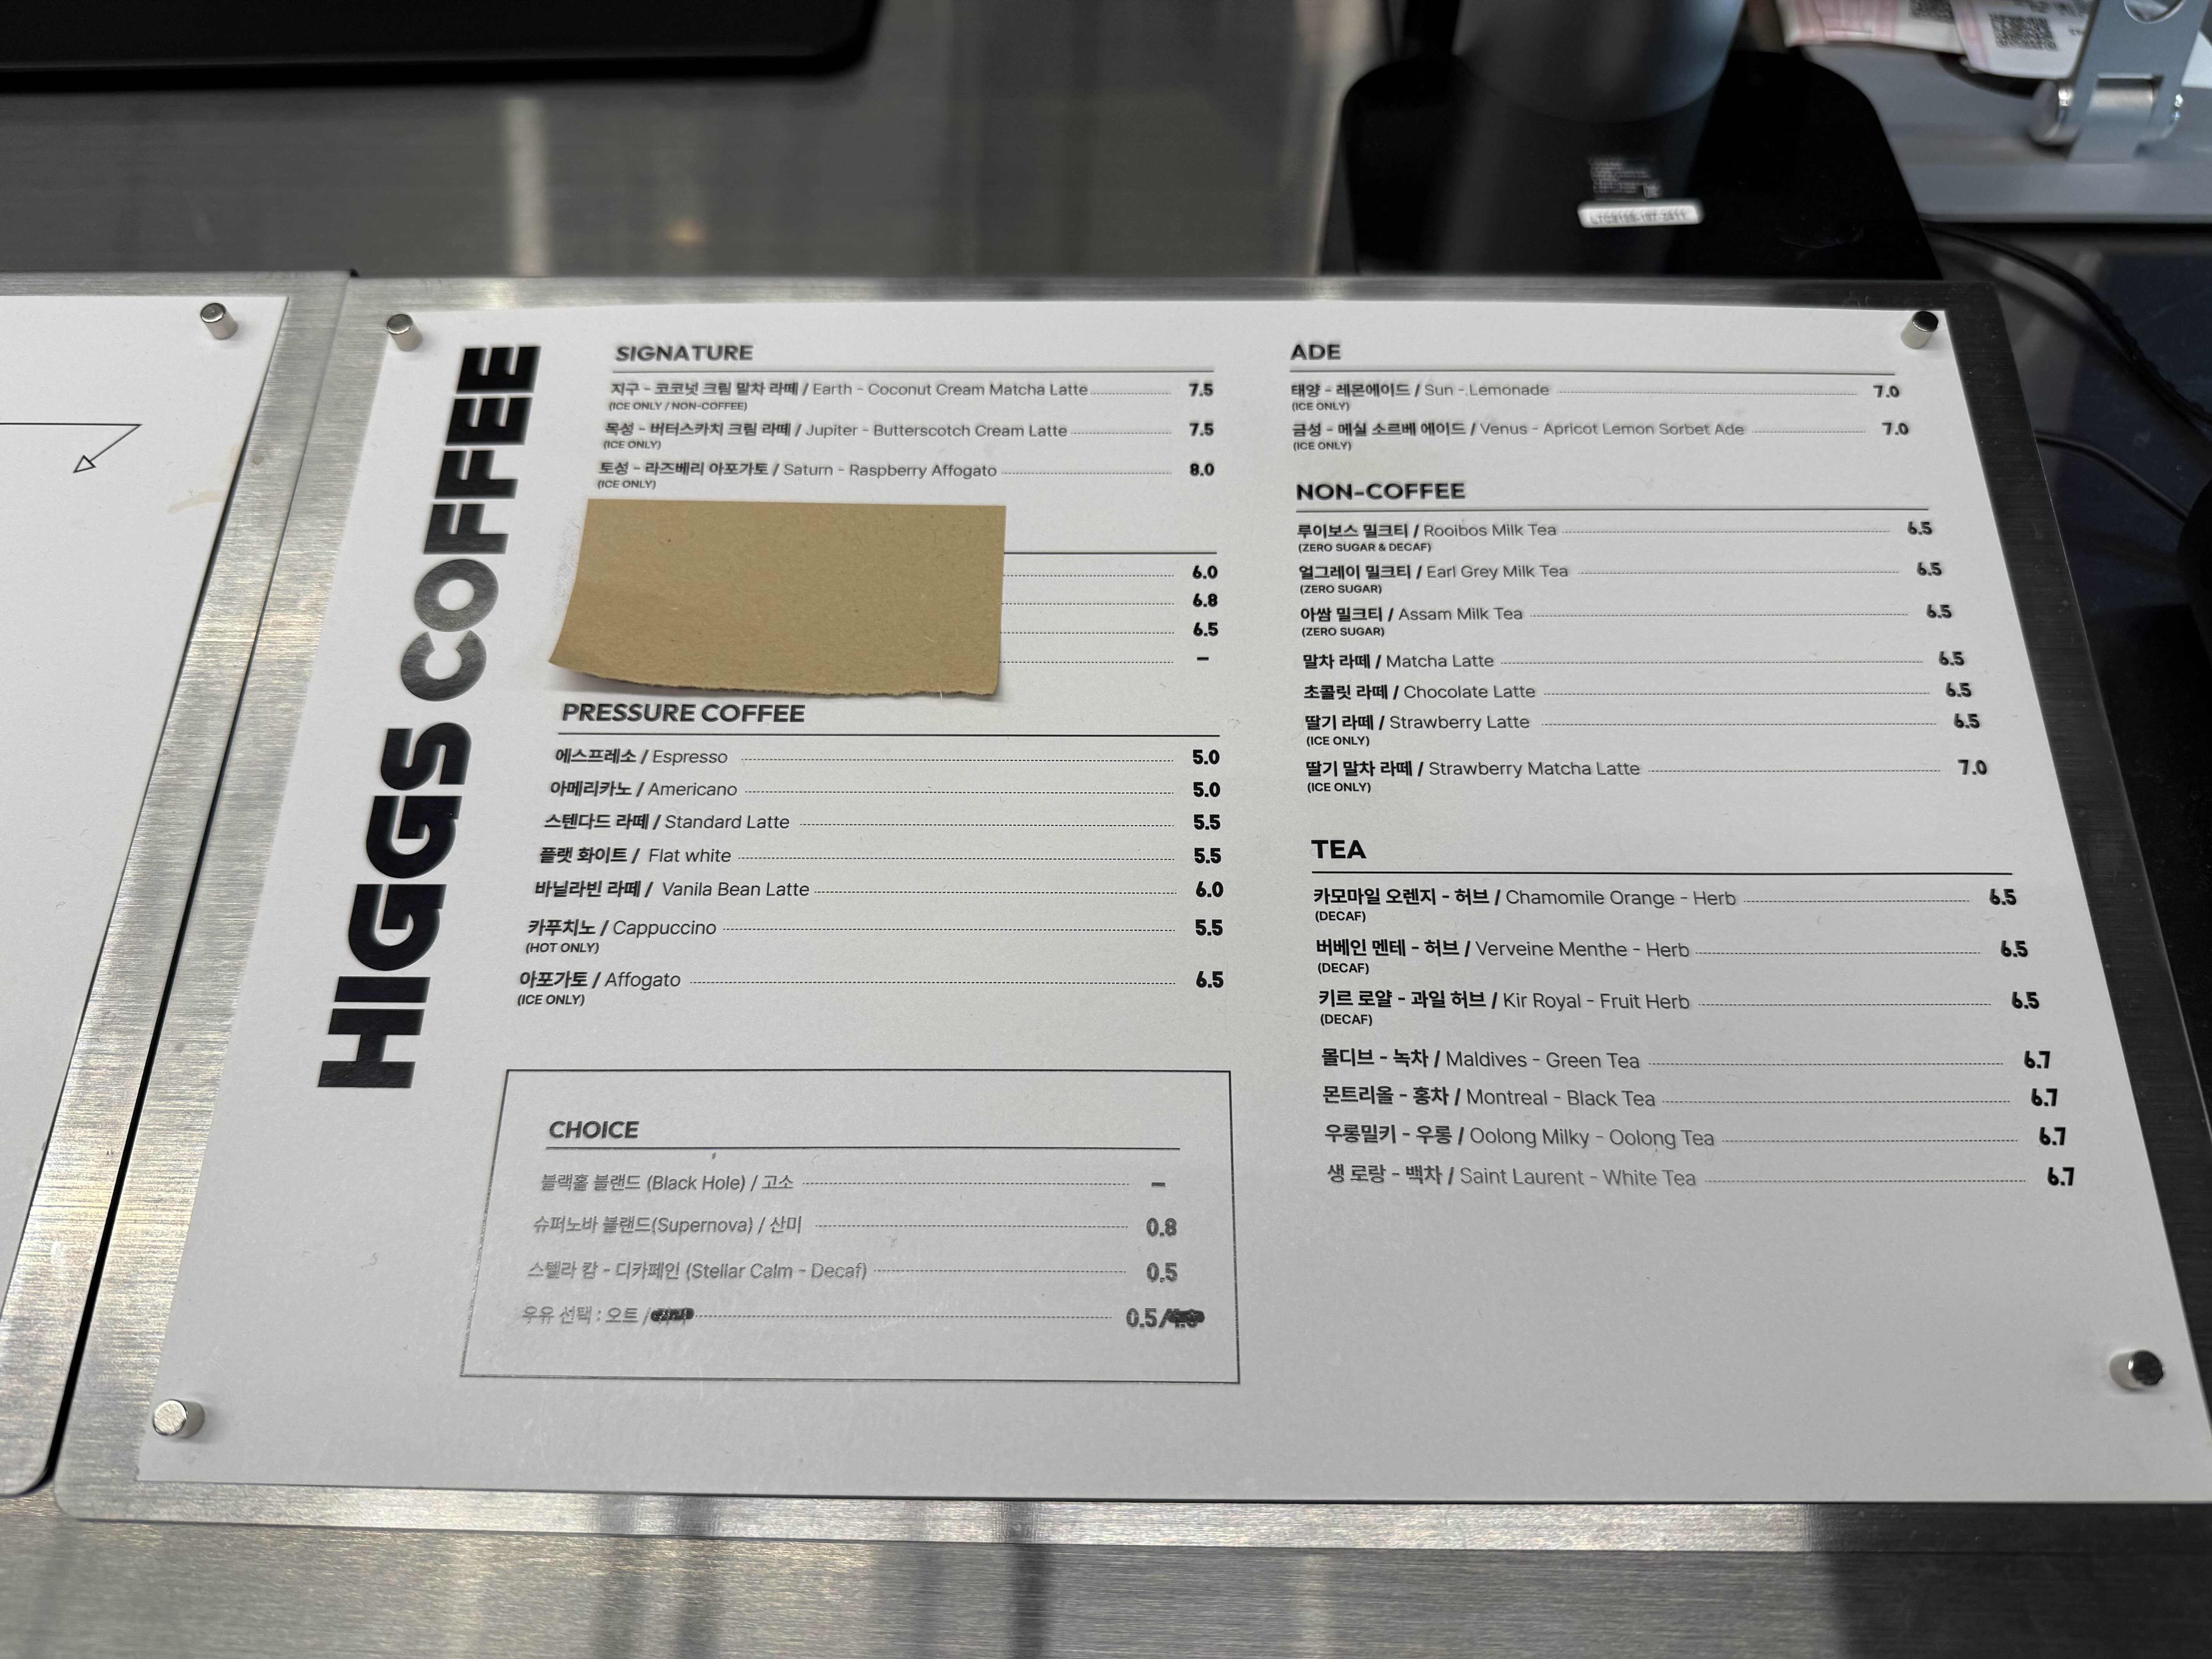 HIGGS COFFEE
SIGNATURE
지구 - 코코넛 크림 말차 라떼 / Earth - Coconut Cream Matcha Latte 7.5
(ICE ONLY / NON-COFFEE)
목성 - 버터스카치 크림 라떼 / Jupiter - Butterscotch Cream Latte 7.5
(ICE ONLY)
토성 - 라즈베리 아포가토 / Saturn - Raspberry Affogato 8.0
(ICE ONLY)
6.0
6.8
6.5
–
PRESSURE COFFEE
에스프레소 / Espresso 5.0
아메리카노 / Americano 5.0
스텐다드 라떼 / Standard Latte 5.5
플랫 화이트 / Flat white 5.5
바닐라빈 라떼 / Vanila Bean Latte 6.0
카푸치노 / Cappuccino 5.5
(HOT ONLY)
아포가토 / Affogato 6.5
(ICE ONLY)
CHOICE
블랙홀 블랜드 (Black Hole) / 고소 –
슈퍼노바 블랜드(Supernova) / 산미 0.8
스텔라 캄 - 디카페인 (Stellar Calm - Decaf) 0.5
우유 선택 : 오트 / 0.5/
ADE
태양 - 레몬에이드 / Sun - Lemonade 7.0
(ICE ONLY)
금성 - 메실 소르베 에이드 / Venus - Apricot Lemon Sorbet Ade 7.0
(ICE ONLY)
NON-COFFEE
루이보스 밀크티 / Rooibos Milk Tea 6.5
(ZERO SUGAR & DECAF)
얼그레이 밀크티 / Earl Grey Milk Tea 6.5
(ZERO SUGAR)
아쌈 밀크티 / Assam Milk Tea 6.5
(ZERO SUGAR)
말차 라떼 / Matcha Latte 6.5
초콜릿 라떼 / Chocolate Latte 6.5
딸기 라떼 / Strawberry Latte 6.5
(ICE ONLY)
딸기 말차 라떼 / Strawberry Matcha Latte 7.0
(ICE ONLY)
TEA
카모마일 오렌지 - 허브 / Chamomile Orange - Herb 6.5
(DECAF)
버베인 멘테 - 허브 / Verveine Menthe - Herb 6.5
(DECAF)
키르 로얄 - 과일 허브 / Kir Royal - Fruit Herb 6.5
(DECAF)
몰디브 - 녹차 / Maldives - Green Tea 6.7
몬트리올 - 홍차 / Montreal - Black Tea 6.7
우롱밀키 - 우롱 / Oolong Milky - Oolong Tea 6.7
생 로랑 - 백차 / Saint Laurent - White Tea 6.7